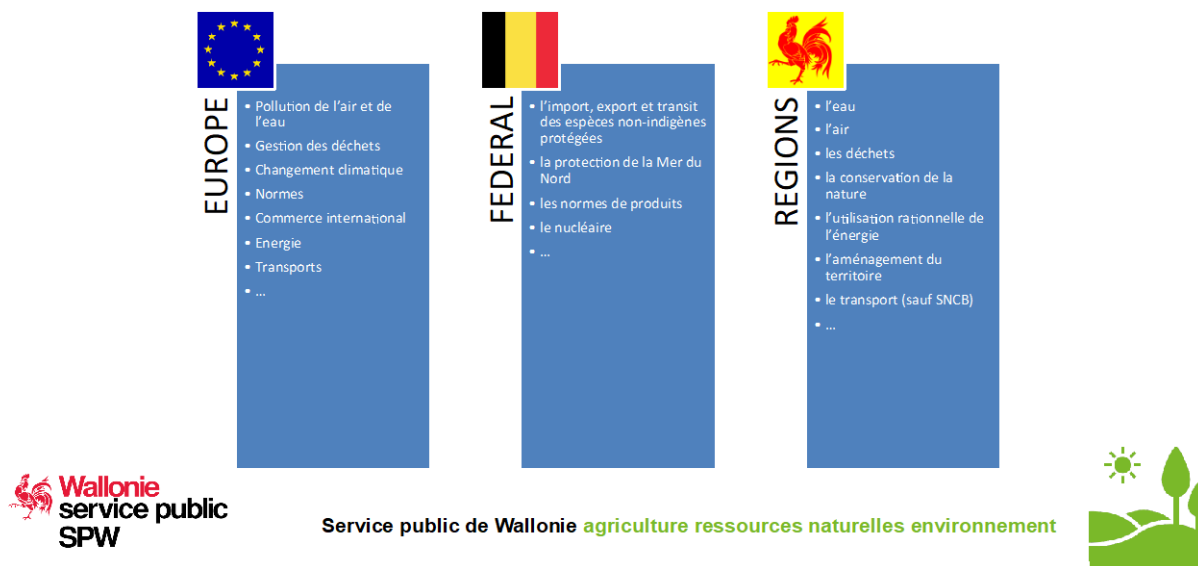 EUROPE
• Pollution de l'air et de
l'eau
• Gestion des déchets
• Changement climatique
• Normes
• Commerce international
• Energie
• Transports
• ...
FEDERAL
• l'import, export et transit
des espèces non-indigènes
protégées
• la protection de la Mer du
Nord
• les normes de produits
• le nucléaire
• ...
REGIONS
• l'eau
• l'air
• les déchets
• la conservation de la
nature
• l'utilisation rationnelle de
l'énergie
• l'aménagement du
territoire
• le transport (sauf SNCB)
• ...
Wallonie
service public
SPW
Service public de Wallonie agriculture ressources naturelles environnement